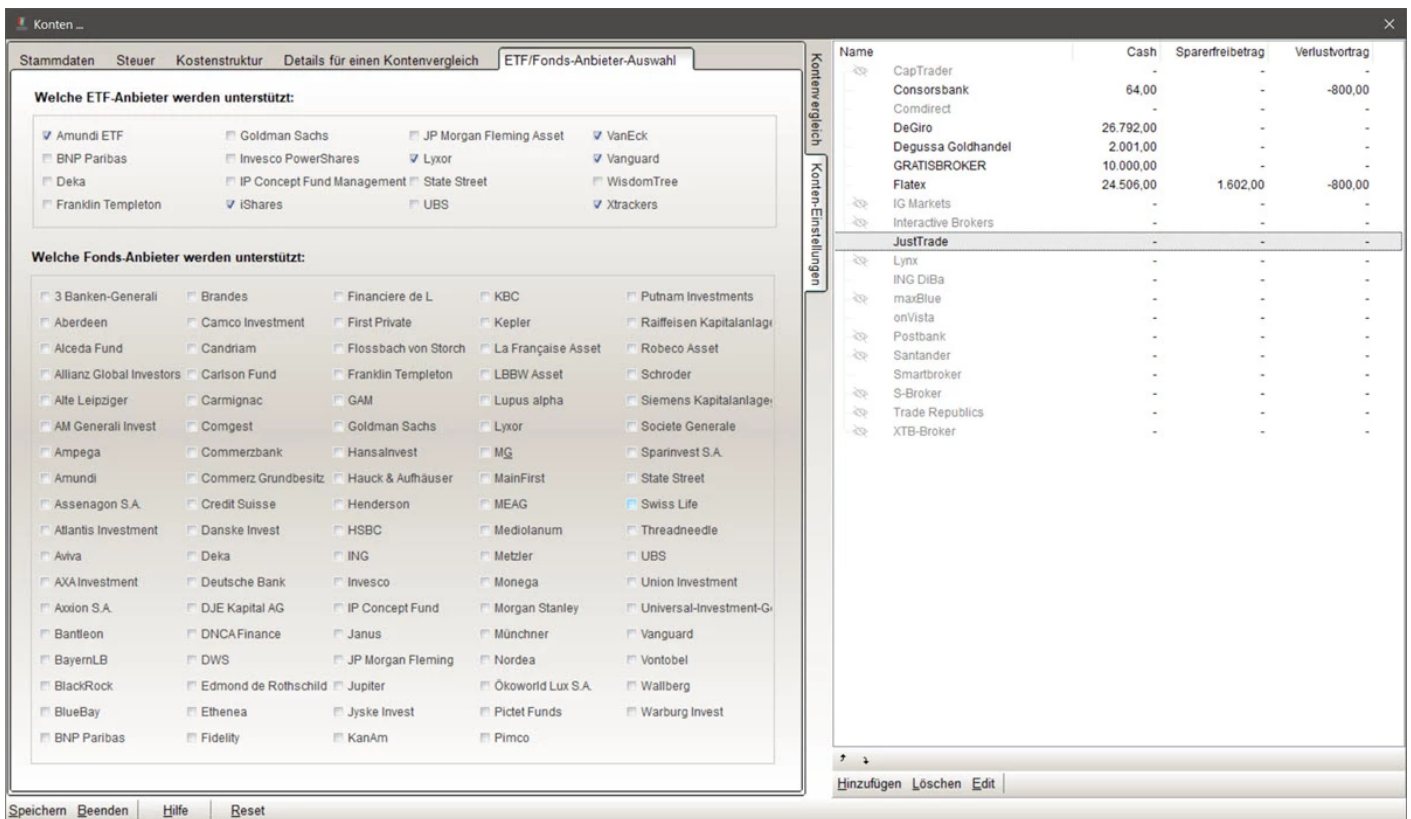 Konten ...
Stammdaten Steuer Kostenstruktur Details für einen Kontenvergleich ETF/Fonds-Anbieter-Auswahl
Welche ETF-Anbieter werden unterstützt:
Amundi ETF Goldman Sachs JP Morgan Fleming Asset VanEck
BNP Paribas Invesco PowerShares Lyxor Vanguard
Deka IP Concept Fund Management State Street WisdomTree
Franklin Templeton iShares UBS Xtrackers
Welche Fonds-Anbieter werden unterstützt:
3 Banken-Generali Brandes Financiere de L KBC Putnam Investments
Aberdeen Camco Investment First Private Kepler Raiffeisen Kapitalanlage
Alceda Fund Candriam Flossbach von Storch La Française Asset Robeco Asset
Allianz Global Investors Carlson Fund Franklin Templeton LBBW Asset Schroder
Alte Leipziger Carmignac GAM Lupus alpha Siemens Kapitalanlage
AM Generali Invest Comgest Goldman Sachs Lyxor Societe Generale
Ampega Commerzbank HansaInvest MG Sparinvest S.A.
Amundi Commerz Grundbesitz Hauck & Aufhäuser MainFirst State Street
Assenagon S.A. Credit Suisse Henderson MEAG Swiss Life
Atlantis Investment Danske Invest HSBC Mediolanum Threadneedle
Aviva Deka ING Metzler UBS
AXA Investment Deutsche Bank Invesco Monega Union Investment
Axxion S.A. DJE Kapital AG IP Concept Fund Morgan Stanley Universal-Investment-G
Bantleon DNCA Finance Janus Münchner Vanguard
BayernLB DWS JP Morgan Fleming Nordea Vontobel
BlackRock Edmond de Rothschild Jupiter Ökoworld Lux S.A. Wallberg
BlueBay Ethenea Jyske Invest Pictet Funds Warburg Invest
BNP Paribas Fidelity KanAm Pimco
Kontenvergleich
Konten-Einstellungen
Name Cash Sparerfreibetrag Verlustvortrag
CapTrader - - -
Consorsbank 64,00 - -800,00
Comdirect - - -
DeGiro 26.792,00 - -
Degussa Goldhandel 2.001,00 - -
GRATISBROKER 10.000,00 - -
Flatex 24.506,00 1.602,00 -800,00
IG Markets - - -
Interactive Brokers - - -
JustTrade - - -
Lynx - - -
ING DiBa - - -
maxBlue - - -
onVista - - -
Postbank - - -
Santander - - -
Smartbroker - - -
S-Broker - - -
Trade Republics - - -
XTB-Broker - - -
Hinzufügen Löschen Edit
Speichern Beenden Hilfe Reset